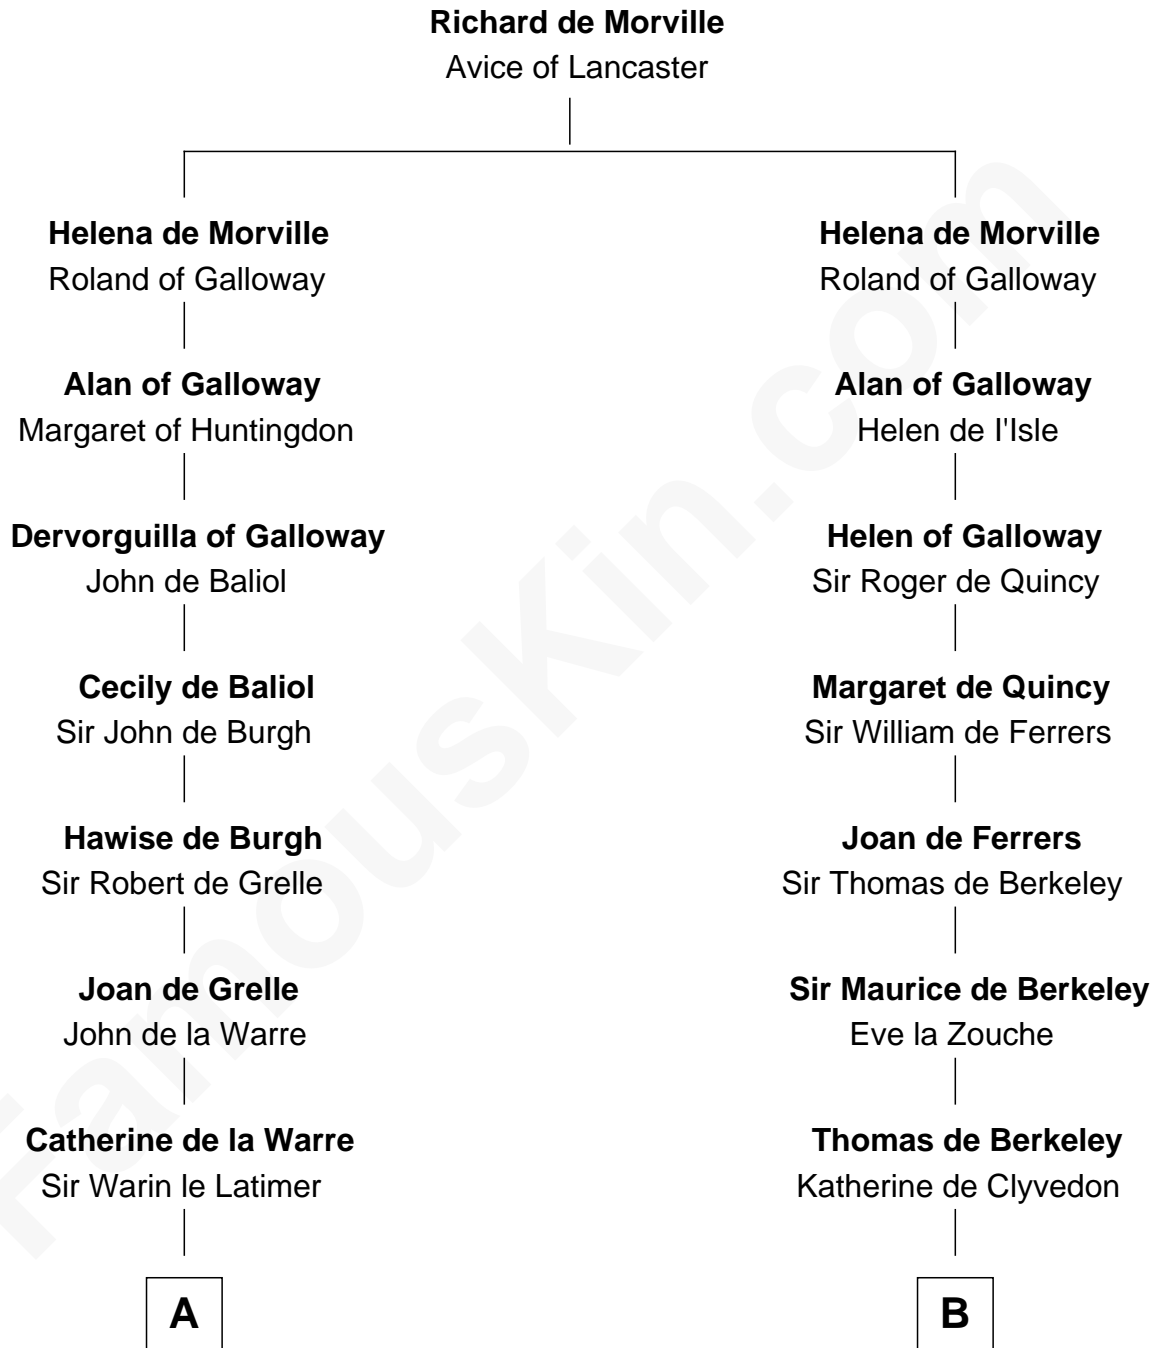 Richard de Morville
Avice of Lancaster
Helena de Morville
Roland of Galloway
Helena de Morville
Roland of Galloway
Alan of Galloway
Margaret of Huntingdon
Alan of Galloway
Helen de I'Isle
Dervorguilla of Galloway
John de Baliol
Helen of Galloway
Sir Roger de Quincy
Cecily de Baliol
Sir John de Burgh
Margaret de Quincy
Sir William de Ferrers
Hawise de Burgh
Sir Robert de Grelle
Joan de Ferrers
Sir Thomas de Berkeley
Joan de Grelle
John de la Warre
Sir Maurice de Berkeley
Eve la Zouche
Catherine de la Warre
Sir Warin le Latimer
Thomas de Berkeley
Katherine de Clyvedon
A
B
FamousKin.com